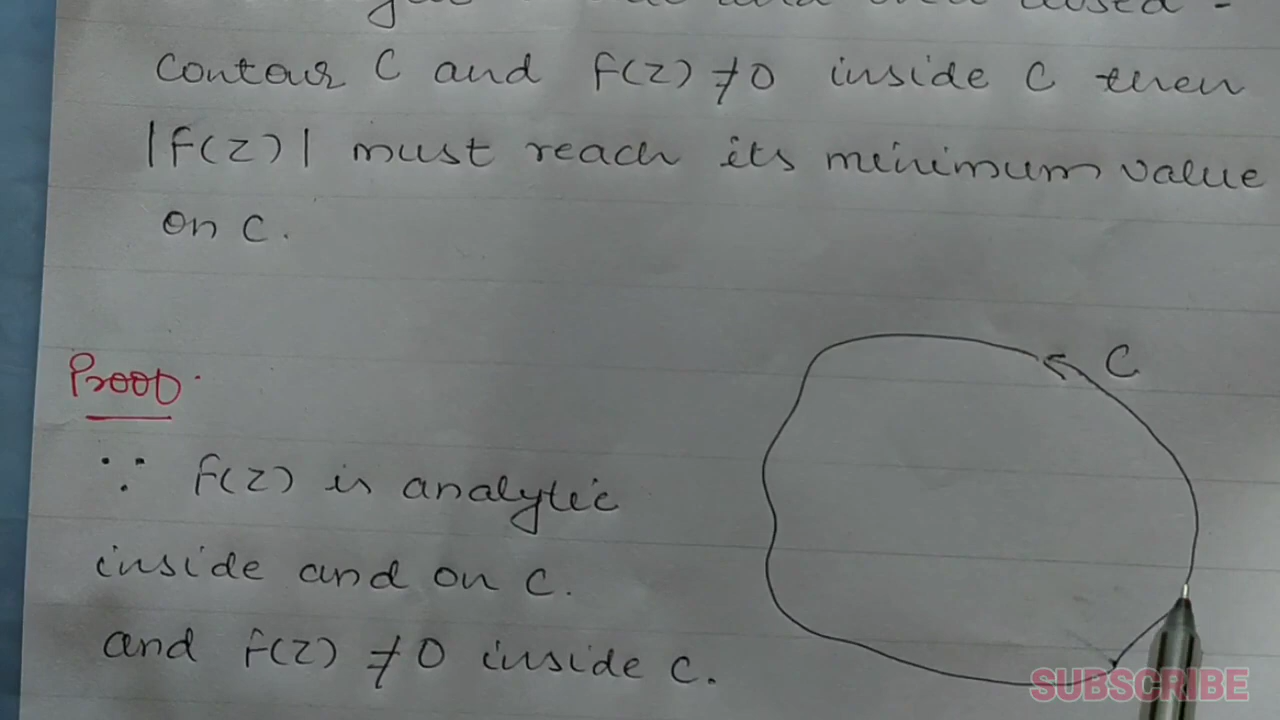 closed -
contour C and f(z) ≠ 0 inside C then
|f(z)| must reach its minimum value
on C.
Proof.
C
∵ f(z) is analytic
inside and on C.
and f(z) ≠ 0 inside C.
SUBSCRIBE